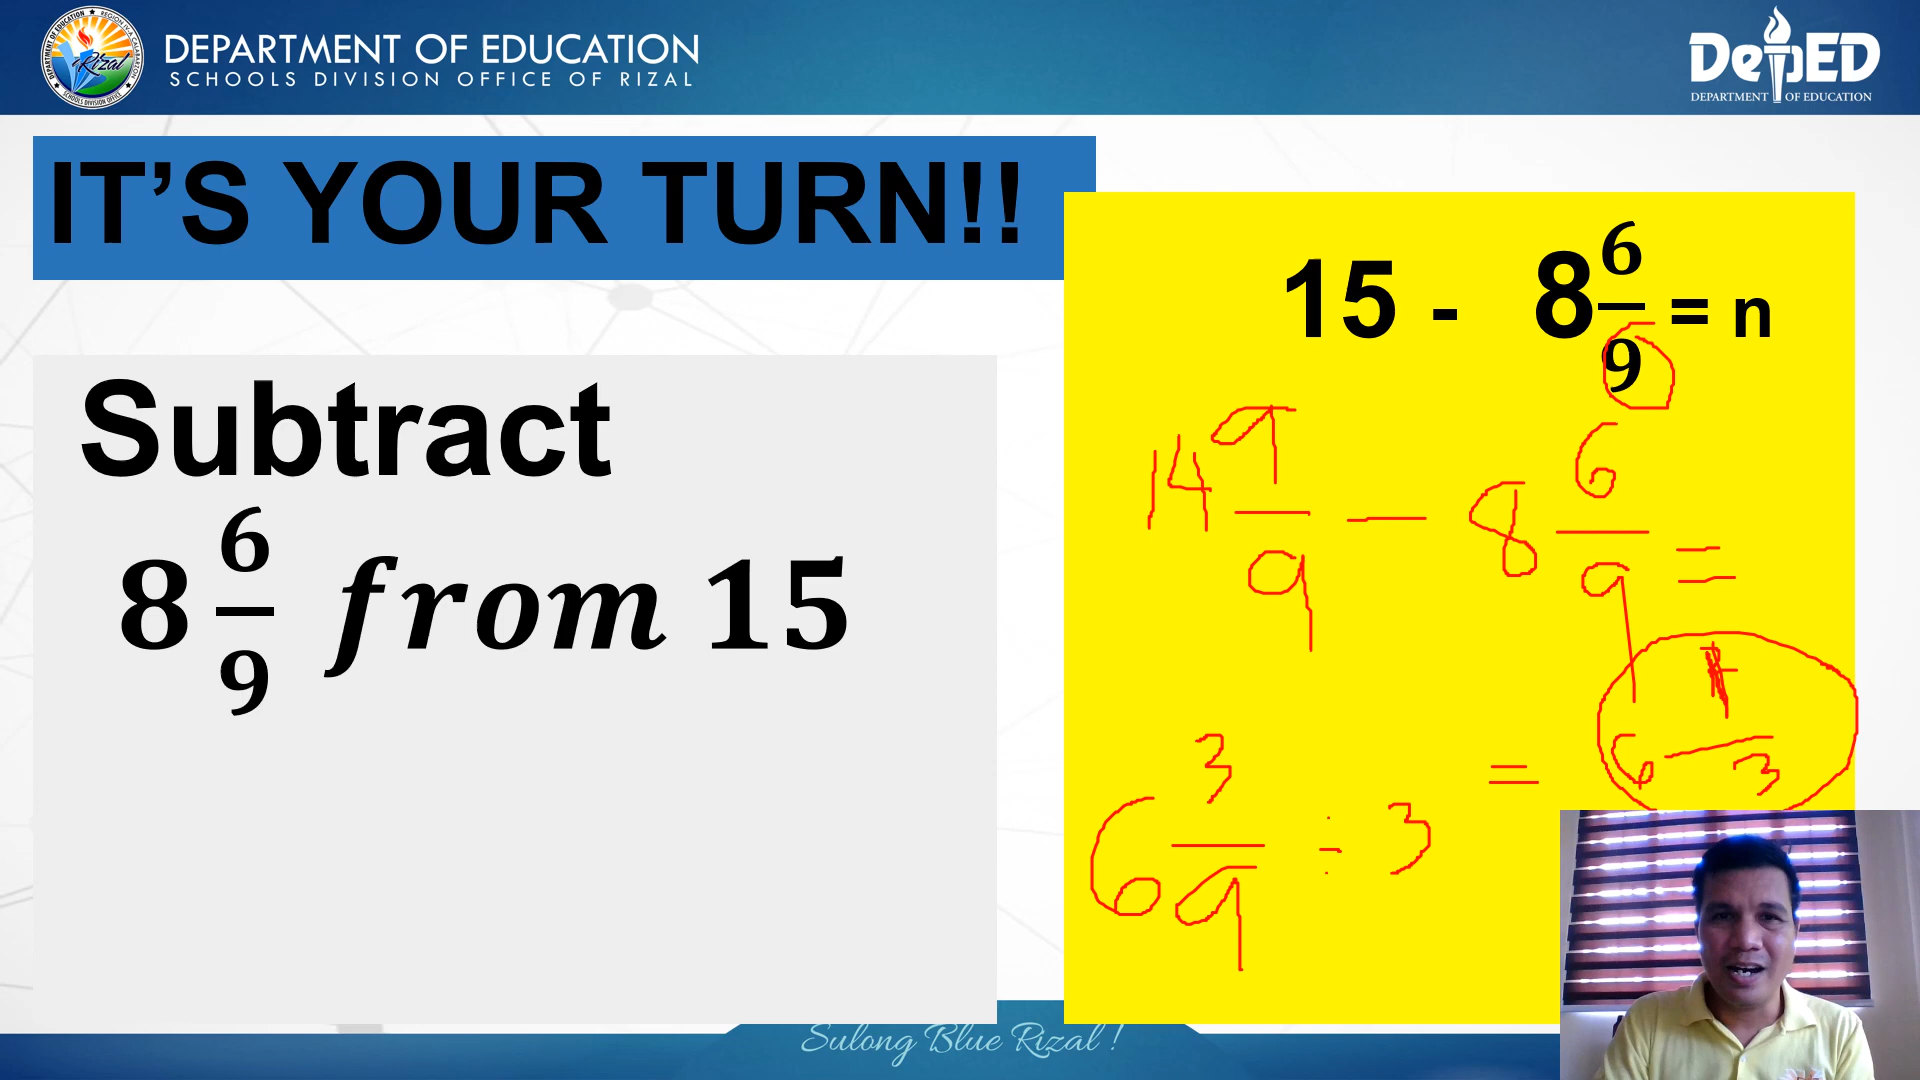 DEPARTMENT OF EDUCATION
SCHOOLS DIVISION OFFICE OF RIZAL
DepED
DEPARTMENT OF EDUCATION
IT’S YOUR TURN!!
15 - 8 6/9 = n
Subtract
8 6/9 from 15
14 9/9 — 8 6/9 =
6 3/9 ÷ 3 = 6 1/3
Sulong Blue Rizal !